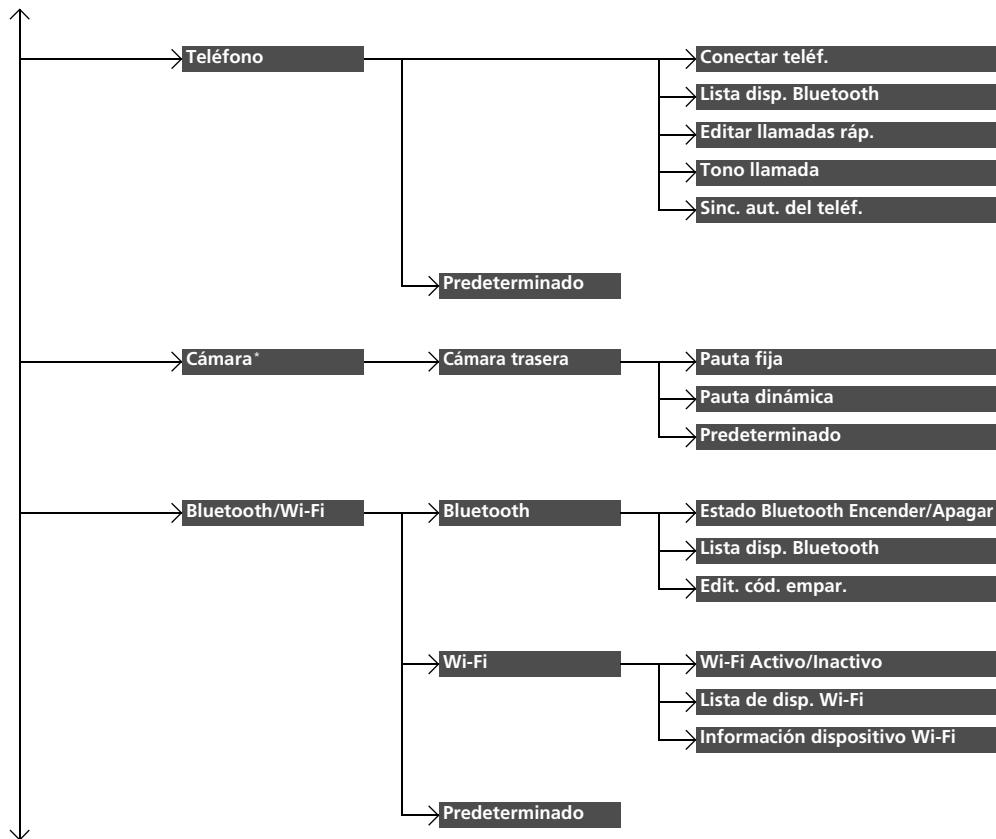 Teléfono
Conectar teléf.
Lista disp. Bluetooth
Editar llamadas ráp.
Tono llamada
Sinc. aut. del teléf.
Predeterminado
Cámara*
Cámara trasera
Pauta fija
Pauta dinámica
Predeterminado
Bluetooth/Wi-Fi
Bluetooth
Estado Bluetooth Encender/Apagar
Lista disp. Bluetooth
Edit. cód. empar.
Wi-Fi
Wi-Fi Activo/Inactivo
Lista de disp. Wi-Fi
Información dispositivo Wi-Fi
Predeterminado